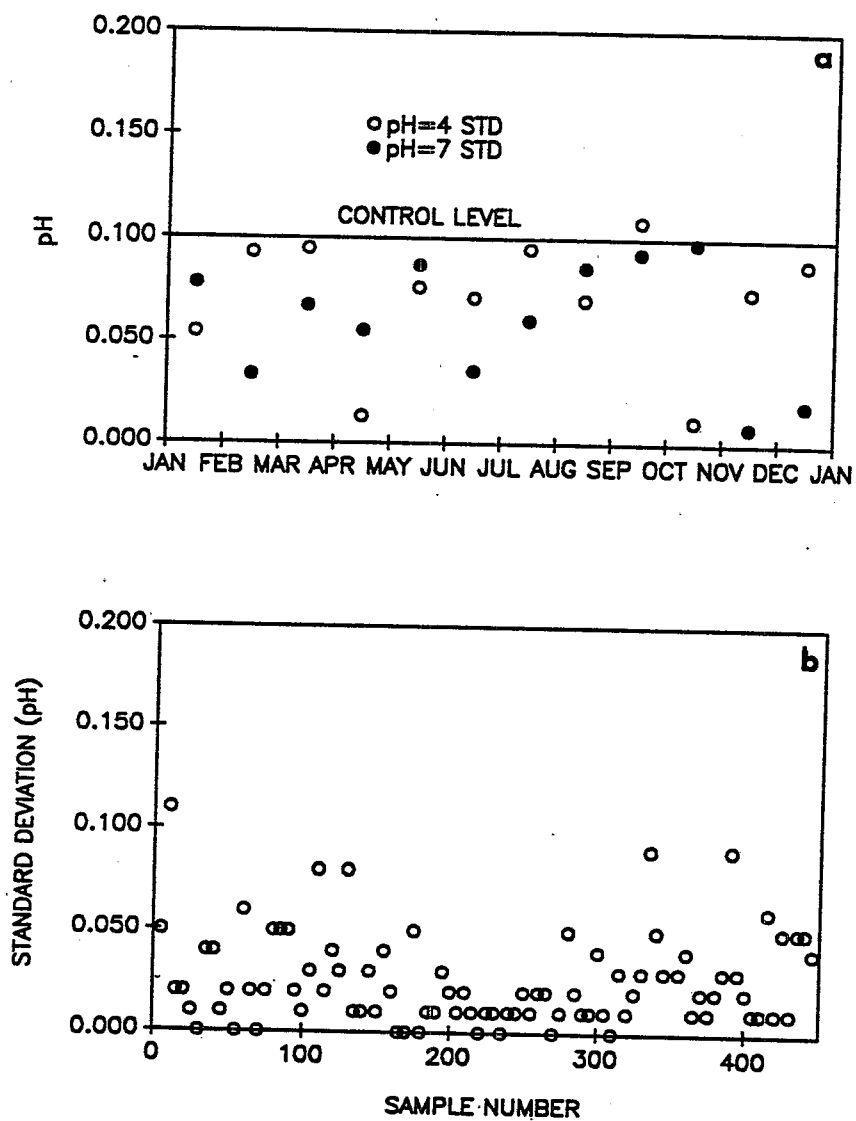 0.200
a
0.150
○ pH=4 STD
● pH=7 STD
CONTROL LEVEL
pH
0.100
0.050
0.000
JAN FEB MAR APR MAY JUN JUL AUG SEP OCT NOV DEC JAN
0.200
b
0.150
STANDARD DEVIATION (pH)
0.100
0.050
0.000
0 100 200 300 400
SAMPLE NUMBER